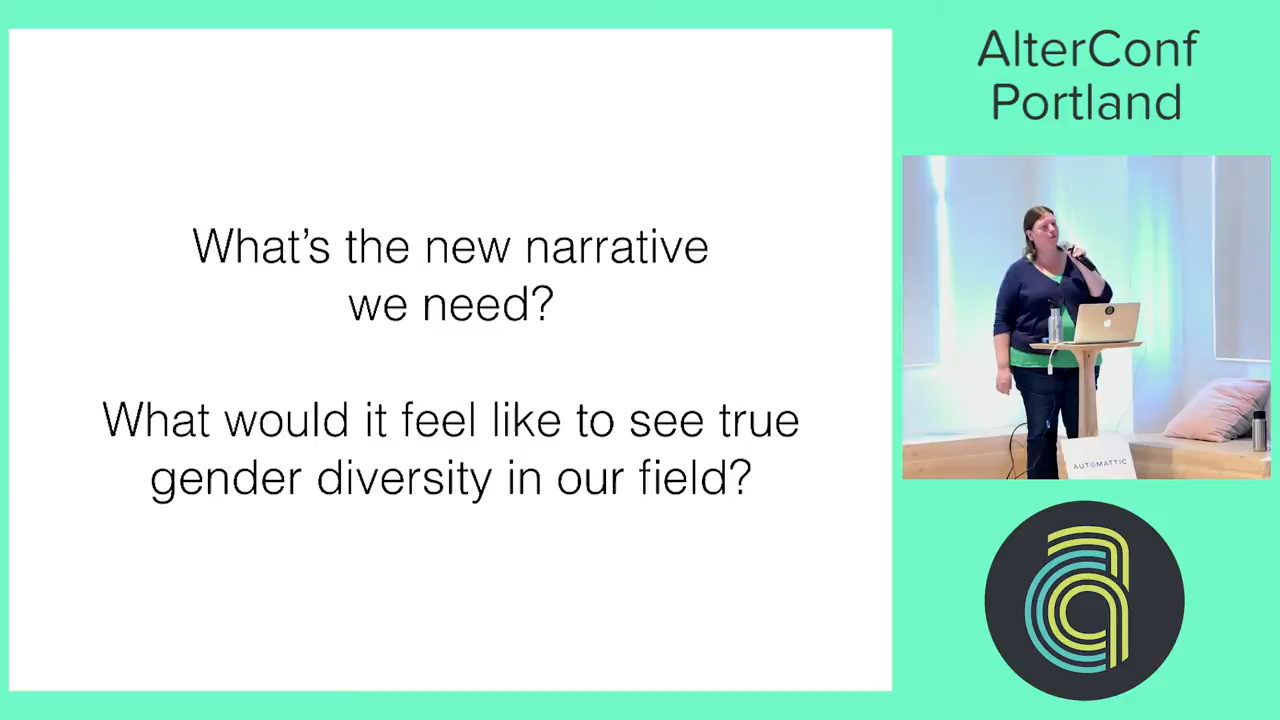 What's the new narrative
we need?
What would it feel like to see true
gender diversity in our field?
AlterConf
Portland
AUTOMATTIC